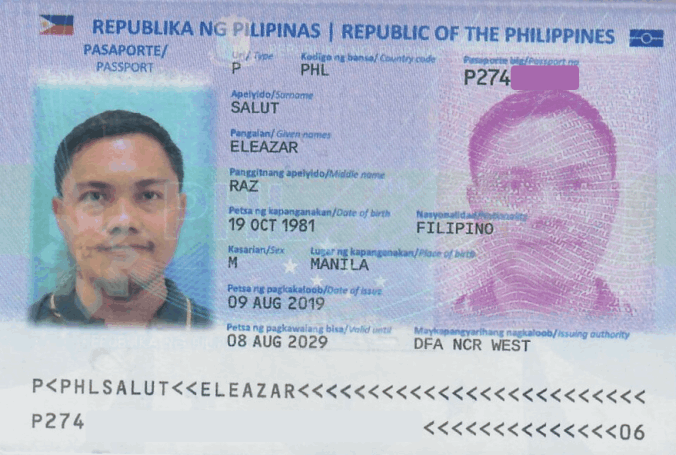 REPUBLIKA NG PILIPINAS | REPUBLIC OF THE PHILIPPINES
PASAPORTE/
PASSPORT
Uri/ Type
P
Kodigo ng bansa/ Country code
PHL
Pasaporte blg/Passport no
P274
Apelyido/Surname
SALUT
Pangalan/ Given names
ELEAZAR
Panggitnang apelyido/Middle name
RAZ
Petsa ng kapanganakan/Date of birth
19 OCT 1981
Nasyonalidad/Nationality
FILIPINO
Kasarian/Sex
M
Lugar ng kapanganakan/Place of birth
MANILA
Petsa ng pagkakaloob/Date of issue
09 AUG 2019
Petsa ng pagkawalang bisa/Valid until
08 AUG 2029
Maykapangyarihang nagkaloob/Issuing authority
DFA NCR WEST
P<PHLSALUT<<ELEAZAR<<<<<<<<<<<<<<<<<<<<<<<<<
P274 <<<<<<<<<<<<<<06